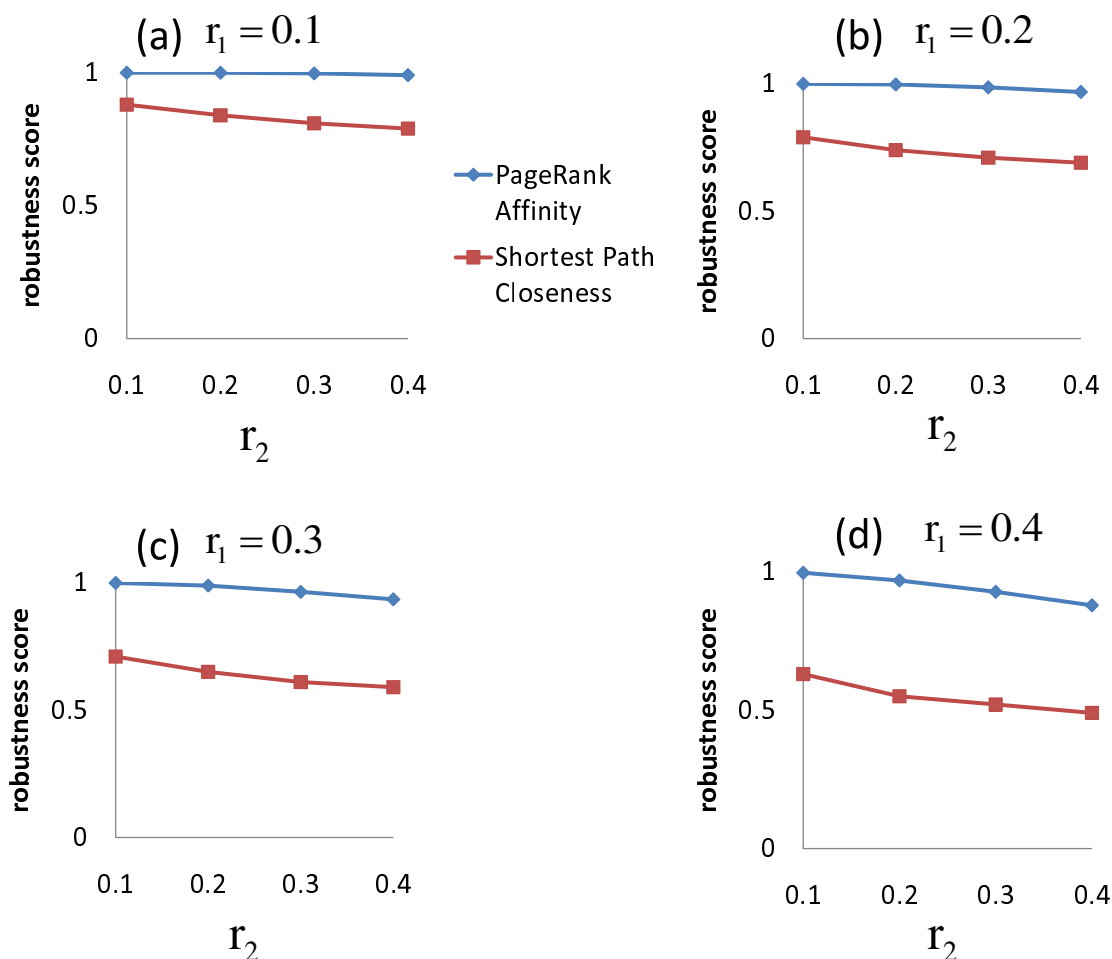 (a) r₁ = 0.1
1
0.5
0
robustness score
0.1 0.2 0.3 0.4
r₂
PageRank
Affinity
Shortest Path
Closeness
(b) r₁ = 0.2
1
0.5
0
robustness score
0.1 0.2 0.3 0.4
r₂
(c) r₁ = 0.3
1
0.5
0
robustness score
0.1 0.2 0.3 0.4
r₂
(d) r₁ = 0.4
1
0.5
0
robustness score
0.1 0.2 0.3 0.4
r₂